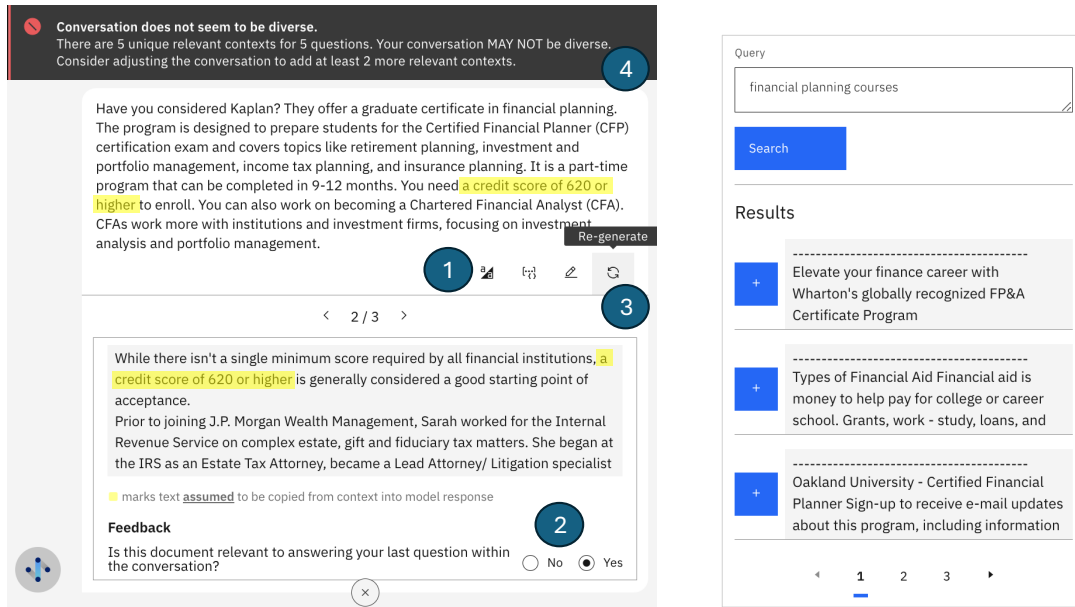 Conversation does not seem to be diverse.
There are 5 unique relevant contexts for 5 questions. Your conversation MAY NOT be diverse.
Consider adjusting the conversation to add at least 2 more relevant contexts.
4
Have you considered Kaplan? They offer a graduate certificate in financial planning.
The program is designed to prepare students for the Certified Financial Planner (CFP)
certification exam and covers topics like retirement planning, investment and
portfolio management, income tax planning, and insurance planning. It is a part-time
program that can be completed in 9-12 months. You need a credit score of 620 or
higher to enroll. You can also work on becoming a Chartered Financial Analyst (CFA).
CFAs work more with institutions and investment firms, focusing on investment
analysis and portfolio management.
Re-generate
1
3
2 / 3
While there isn't a single minimum score required by all financial institutions, a
credit score of 620 or higher is generally considered a good starting point of
acceptance.
Prior to joining J.P. Morgan Wealth Management, Sarah worked for the Internal
Revenue Service on complex estate, gift and fiduciary tax matters. She began at
the IRS as an Estate Tax Attorney, became a Lead Attorney/ Litigation specialist
marks text assumed to be copied from context into model response
Feedback
2
Is this document relevant to answering your last question within
the conversation?
No
Yes
Query
financial planning courses
Search
Results
+
----------------------------------------
Elevate your finance career with
Wharton's globally recognized FP&A
Certificate Program
+
----------------------------------------
Types of Financial Aid Financial aid is
money to help pay for college or career
school. Grants, work - study, loans, and
+
----------------------------------------
Oakland University - Certified Financial
Planner Sign-up to receive e-mail updates
about this program, including information
1 2 3